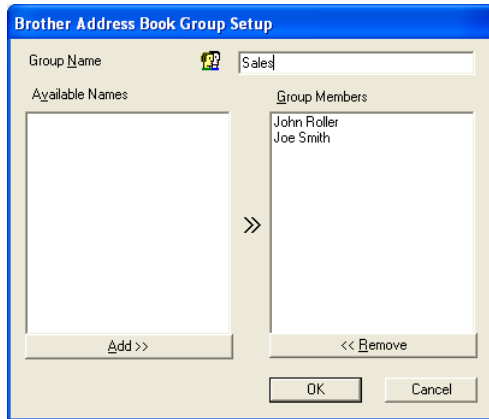 Brother Address Book Group Setup
Group Name
Sales
Available Names
Group Members
John Roller
Joe Smith
Add >>
<< Remove
OK
Cancel